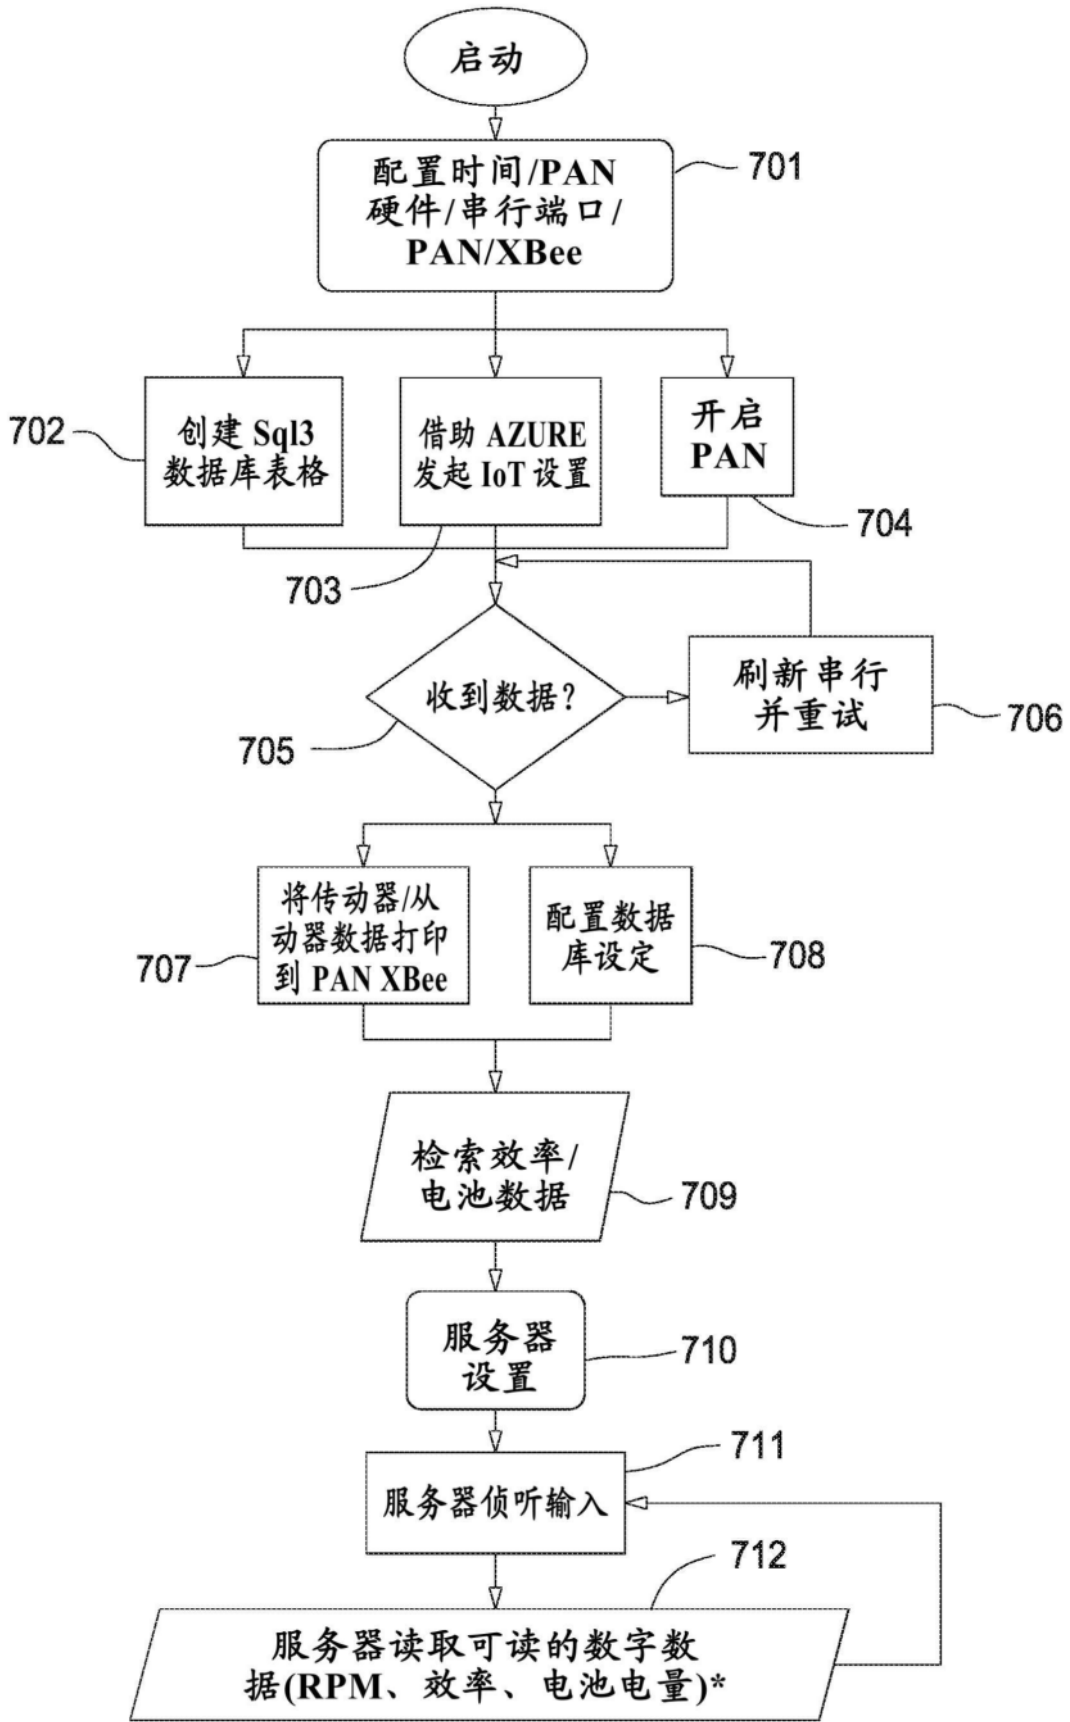 启动
配置时间/PAN
硬件/串行端口/
PAN/XBee
701
702
创建 Sql3
数据库表格
借助 AZURE
发起 IoT 设置
703
开启
PAN
704
收到数据?
705
刷新串行
并重试
706
将传动器/从
动器数据打印
到 PAN XBee
707
配置数据
库设定
708
检索效率/
电池数据
709
服务器
设置
710
711
服务器侦听输入
712
服务器读取可读的数字数
据(RPM、效率、电池电量)*